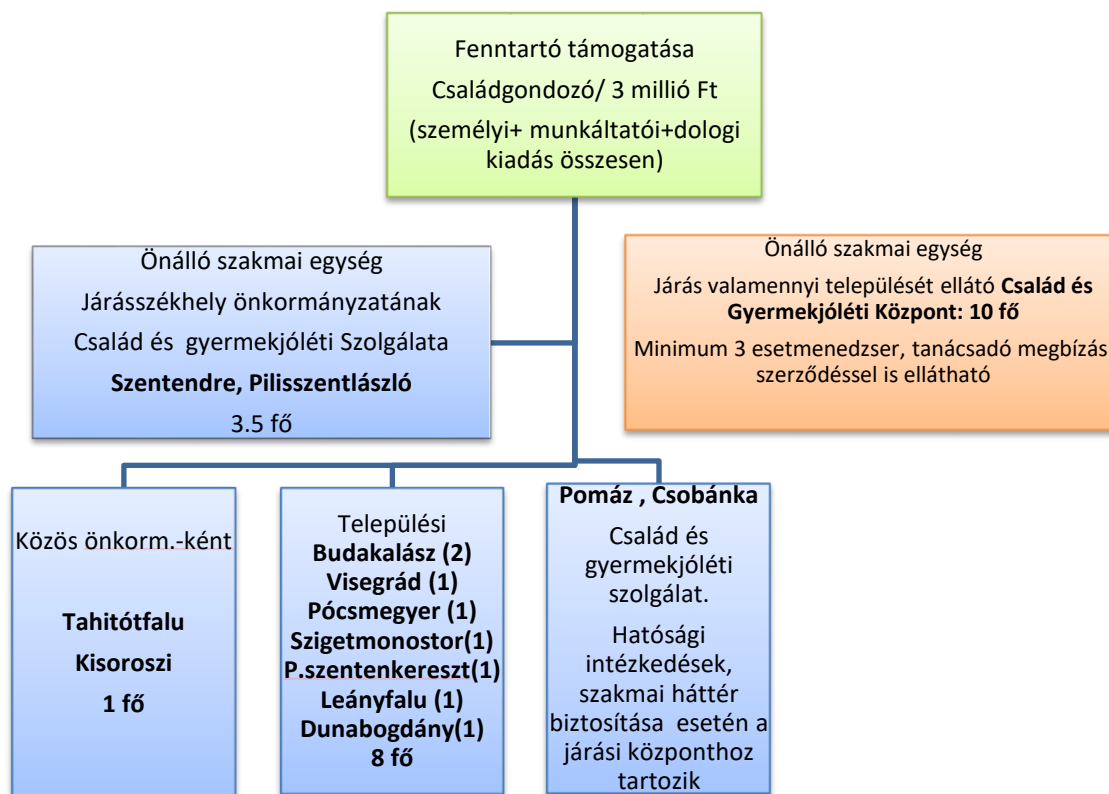 Fenntartó támogatása
Családgondozó/ 3 millió Ft
(személyi+ munkáltatói+dologi
kiadás összesen)
Önálló szakmai egység
Járásszékhely önkormányzatának
Család és gyermekjóléti Szolgálata
Szentendre, Pilisszentlászló
3.5 fő
Önálló szakmai egység
Járás valamennyi települését ellátó Család és
Gyermekjóléti Központ: 10 fő
Minimum 3 esetmenedzser, tanácsadó megbízás
szerződéssel is ellátható
Közös önkorm.-ként
Tahitótfalu
Kisoroszi
1 fő
Települési
Budakalász (2)
Visegrád (1)
Pócsmegyer (1)
Szigetmonostor(1)
P.szentenkereszt(1)
Leányfalu (1)
Dunabogdány(1)
8 fő
Pomáz , Csobánka
Család és
gyermekjóléti
szolgálat.
Hatósági
intézkedések,
szakmai háttér
biztosítása esetén a
járási központhoz
tartozik